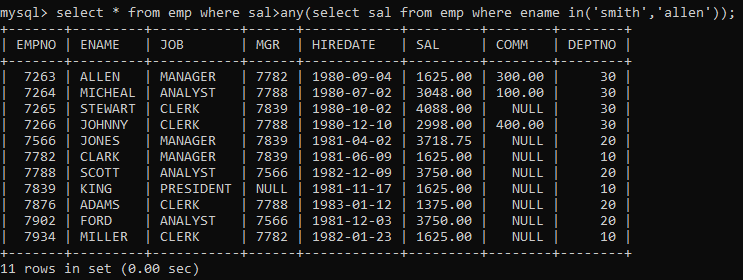 mysql> select * from emp where sal>any(select sal from emp where ename in('smith','allen'));
+-------+---------+-----------+------+------------+---------+--------+--------+
| EMPNO | ENAME   | JOB       | MGR  | HIREDATE   | SAL     | COMM   | DEPTNO |
+-------+---------+-----------+------+------------+---------+--------+--------+
|  7263 | ALLEN   | MANAGER   | 7782 | 1980-09-04 | 1625.00 | 300.00 |     30 |
|  7264 | MICHEAL | ANALYST   | 7788 | 1980-07-02 | 3048.00 | 100.00 |     30 |
|  7265 | STEWART | CLERK     | 7839 | 1980-10-02 | 4088.00 |   NULL |     30 |
|  7266 | JOHNNY  | CLERK     | 7788 | 1980-12-10 | 2998.00 | 400.00 |     30 |
|  7566 | JONES   | MANAGER   | 7839 | 1981-04-02 | 3718.75 |   NULL |     20 |
|  7782 | CLARK   | MANAGER   | 7839 | 1981-06-09 | 1625.00 |   NULL |     10 |
|  7788 | SCOTT   | ANALYST   | 7566 | 1982-12-09 | 3750.00 |   NULL |     20 |
|  7839 | KING    | PRESIDENT | NULL | 1981-11-17 | 1625.00 |   NULL |     10 |
|  7876 | ADAMS   | CLERK     | 7788 | 1983-01-12 | 1375.00 |   NULL |     20 |
|  7902 | FORD    | ANALYST   | 7566 | 1981-12-03 | 3750.00 |   NULL |     20 |
|  7934 | MILLER  | CLERK     | 7782 | 1982-01-23 | 1625.00 |   NULL |     10 |
+-------+---------+-----------+------+------------+---------+--------+--------+
11 rows in set (0.00 sec)